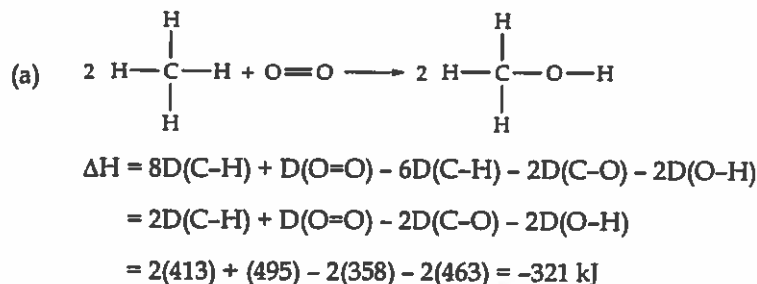 H H
(a) 2 H—C—H + O=O ⟶ 2 H—C—O—H
H H
ΔH = 8D(C–H) + D(O=O) – 6D(C–H) – 2D(C–O) – 2D(O–H)
= 2D(C–H) + D(O=O) – 2D(C–O) – 2D(O–H)
= 2(413) + (495) – 2(358) – 2(463) = –321 kJ